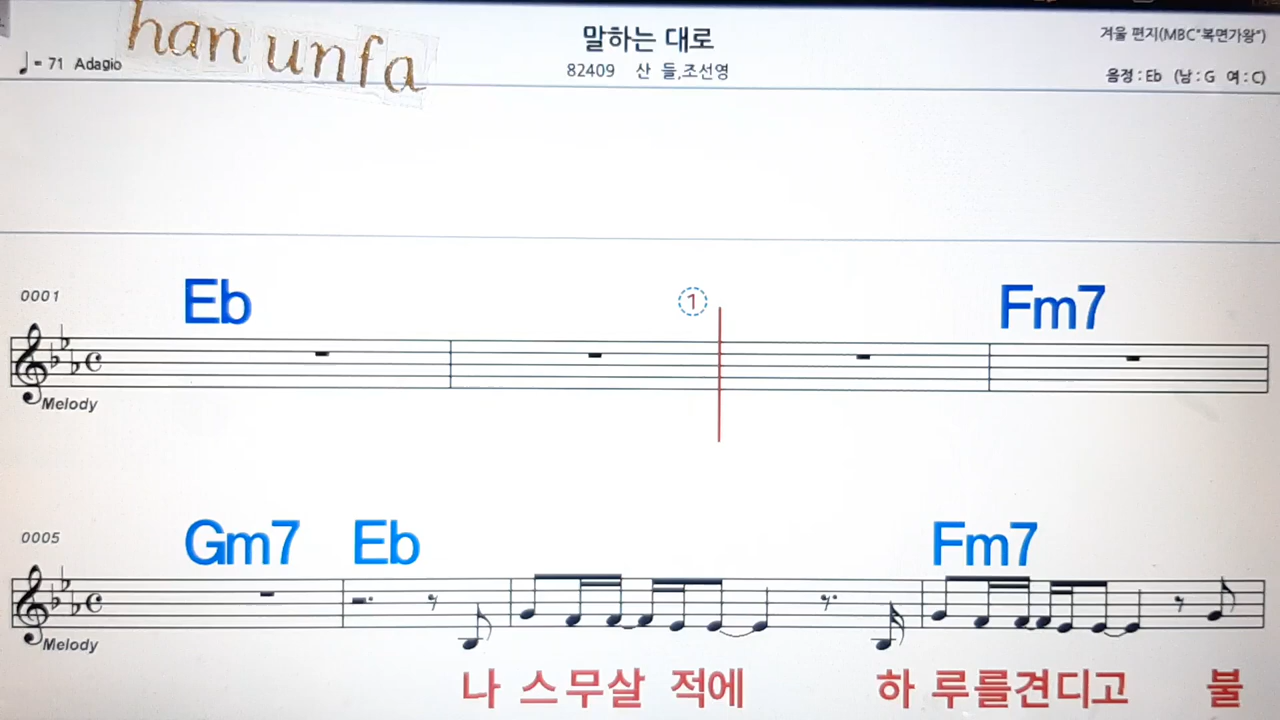 han unfa
말하는 대로
겨울 편지(MBC"복면가왕")
♩= 71 Adagio
82409 산 들,조선영
음정 : Eb (남 : G 여 : C)
0001
Eb
1
Fm7
Melody
0005
Gm7 Eb Fm7
Melody
나 스무살 적에 하 루를견디고 불